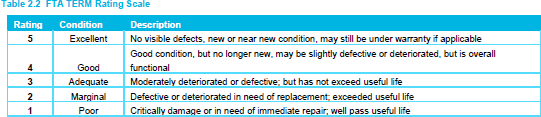 Table 2.2 FTA TERM Rating Scale
Rating Condition Description
5 Excellent No visible defects, new or near new condition, may still be under warranty if applicable
Good condition, but no longer new, may be slightly defective or deteriorated, but is overall
4 Good functional
3 Adequate Moderately deteriorated or defective; but has not exceed useful life
2 Marginal Defective or deteriorated in need of replacement; exceeded useful life
1 Poor Critically damage or in need of immediate repair; well pass useful life